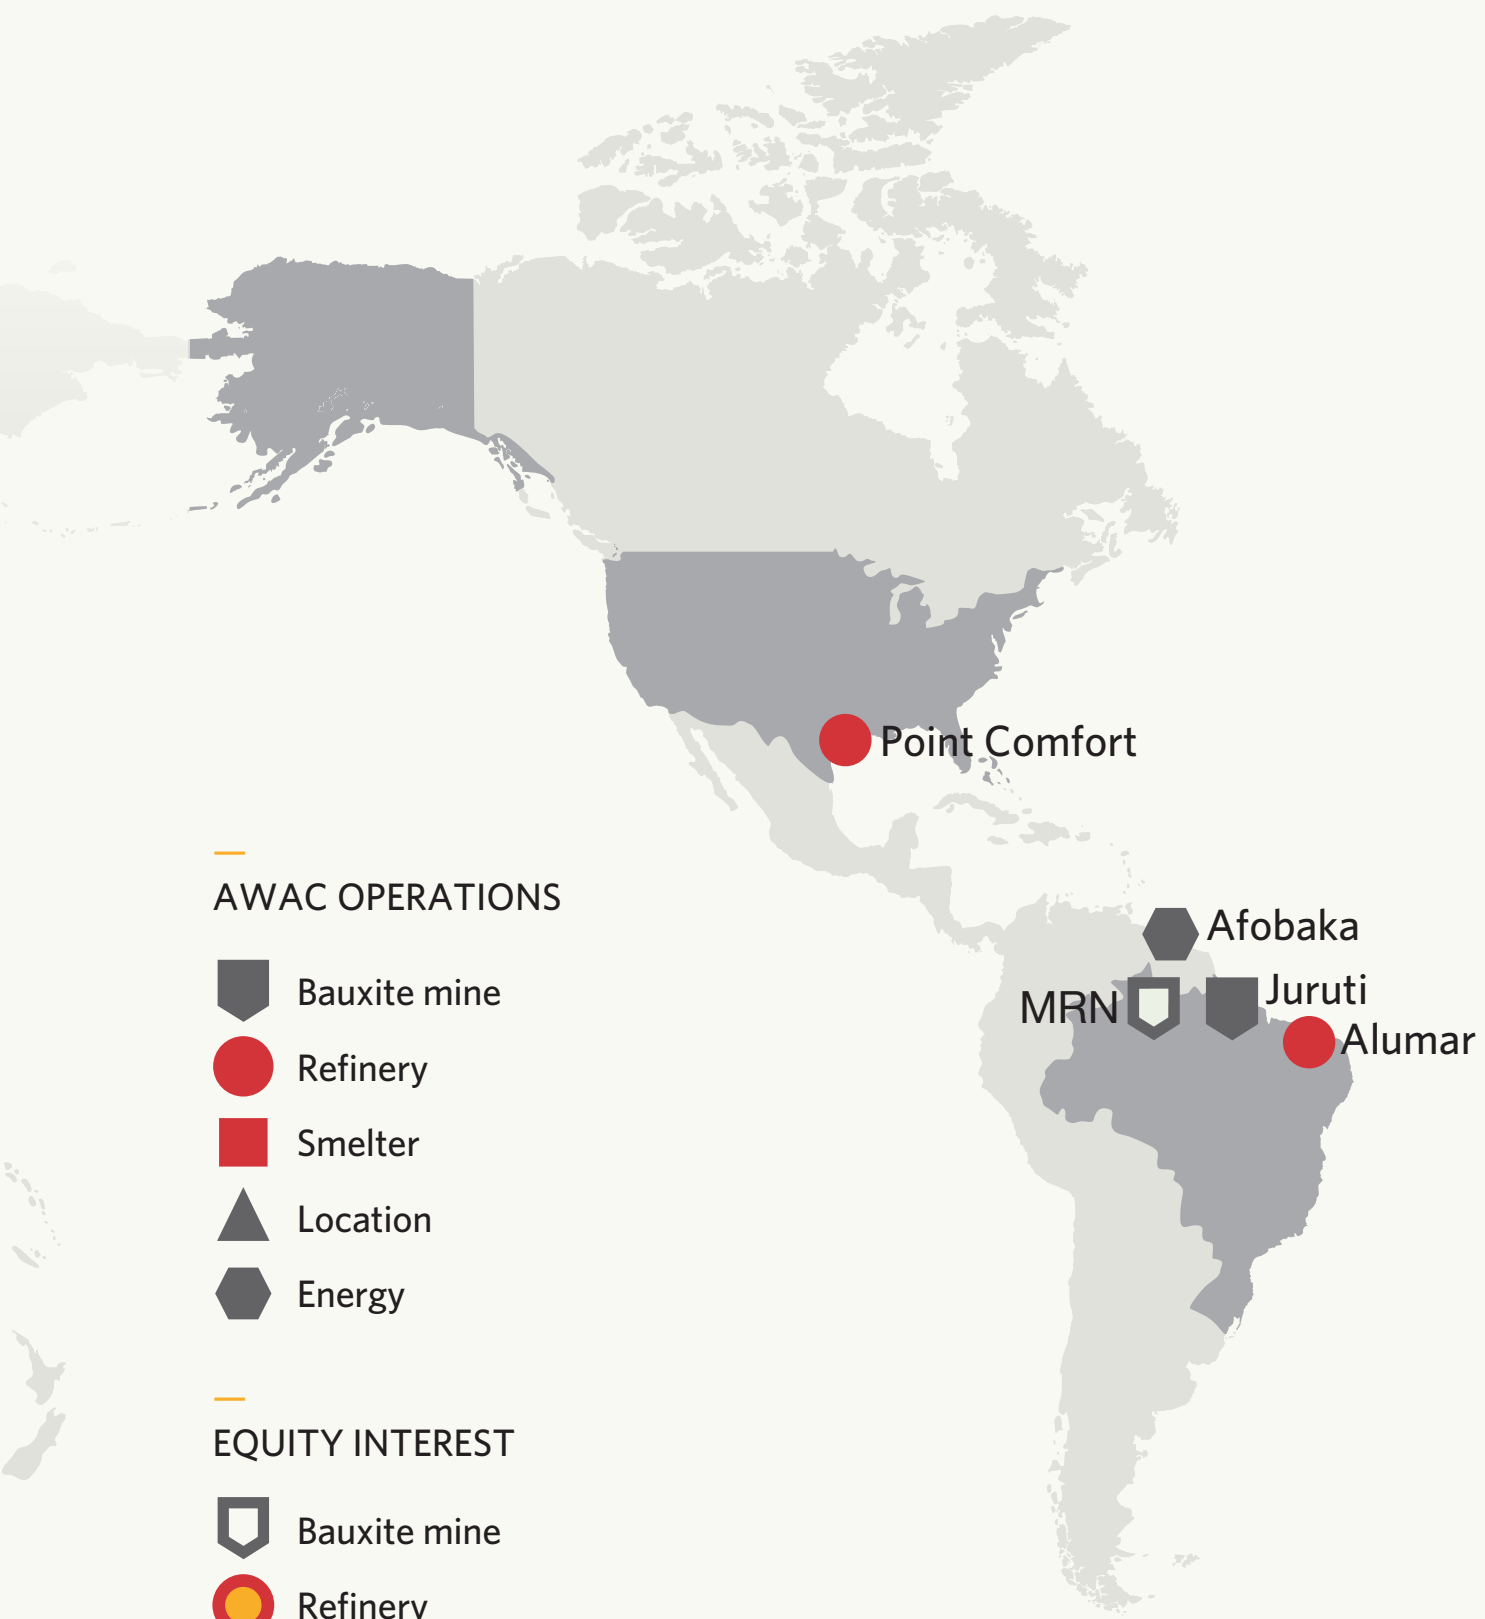 Point Comfort
AWAC OPERATIONS
Bauxite mine
Refinery
Smelter
Location
Energy
Afobaka
MRN
Juruti
Alumar
EQUITY INTEREST
Bauxite mine
Refinery